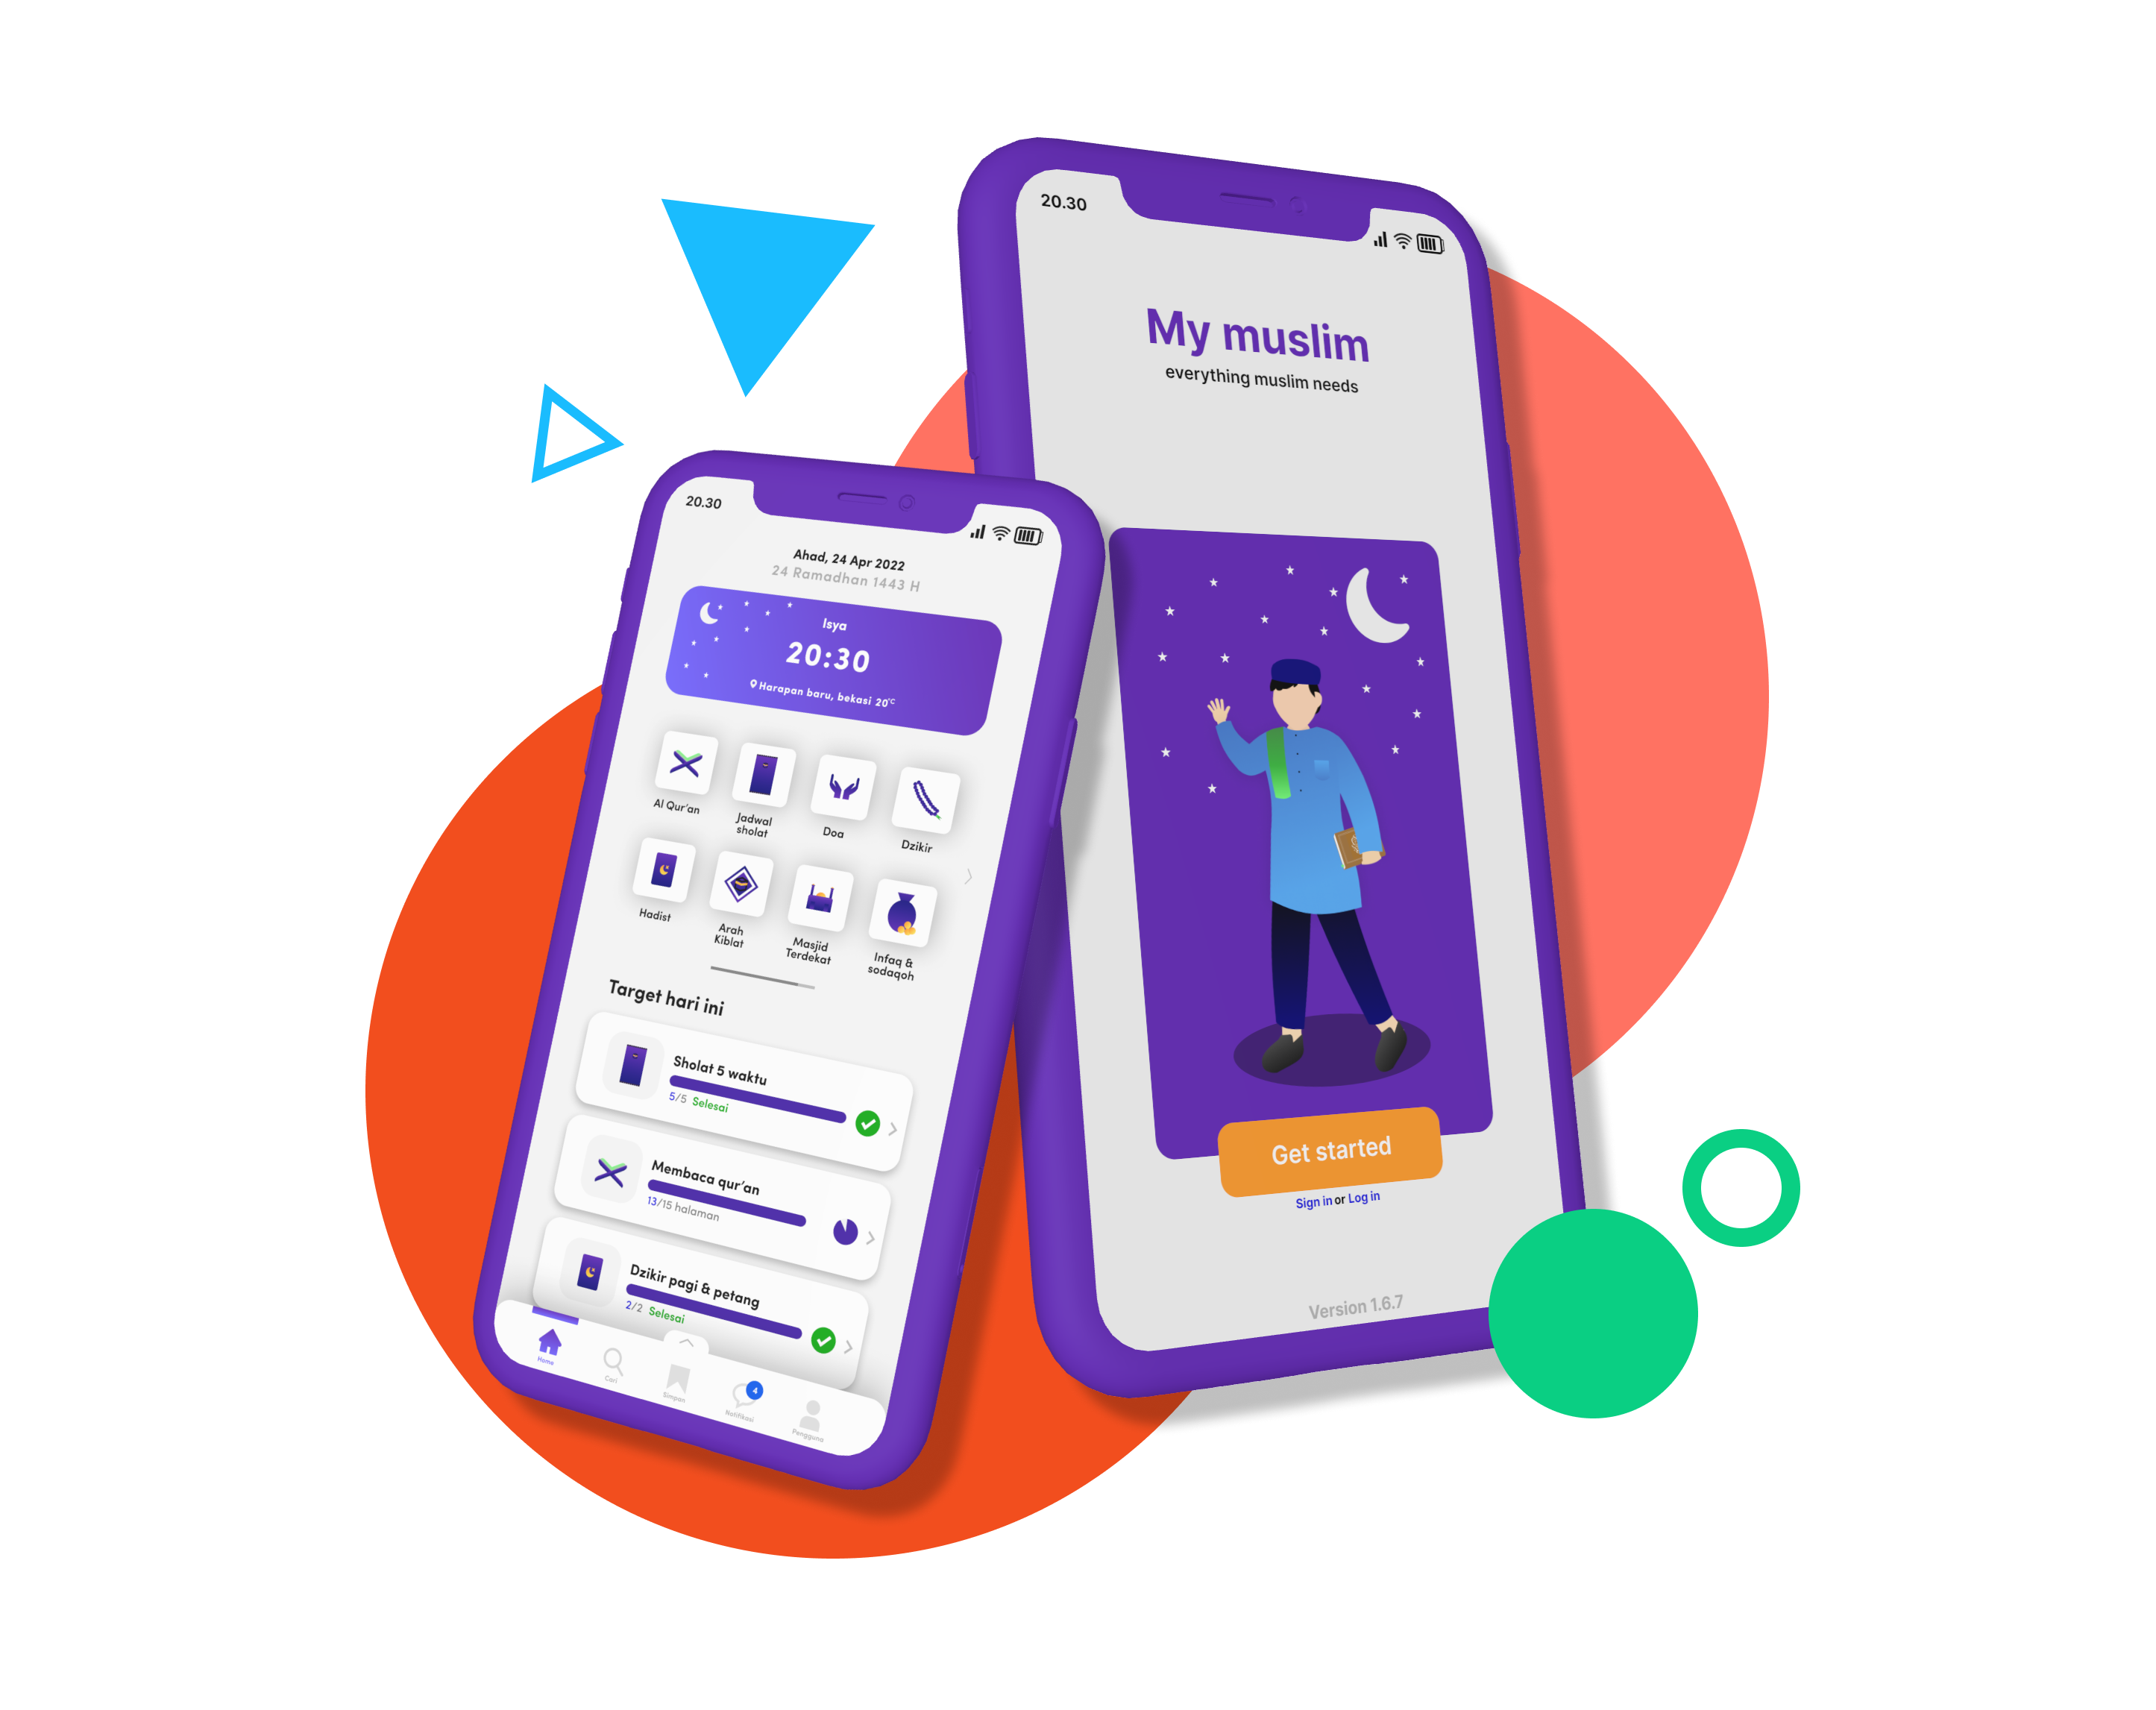 20.30
My muslim
everything muslim needs
Get started
Sign in or Log in
Version 1.6.7
20.30
Ahad, 24 Apr 2022
24 Ramadhan 1443 H
Isya
20:30
Harapan baru, bekasi 20°C
Al Qur'an
Jadwal
sholat
Doa
Dzikir
Hadist
Arah
Kiblat
Masjid
Terdekat
Infaq &
sodaqoh
Target hari ini
Sholat 5 waktu
5/5 Selesai
Membaca qur'an
13/15 halaman
Dzikir pagi & petang
2/2 Selesai
Home
Cari
Simpan
4
Notifikasi
Pengguna